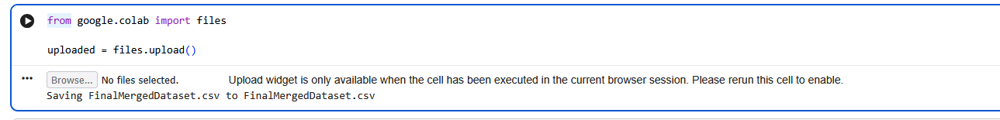 from google.colab import files
uploaded = files.upload()
Browse... No files selected. Upload widget is only available when the cell has been executed in the current browser session. Please rerun this cell to enable.
Saving FinalMergedDataset.csv to FinalMergedDataset.csv